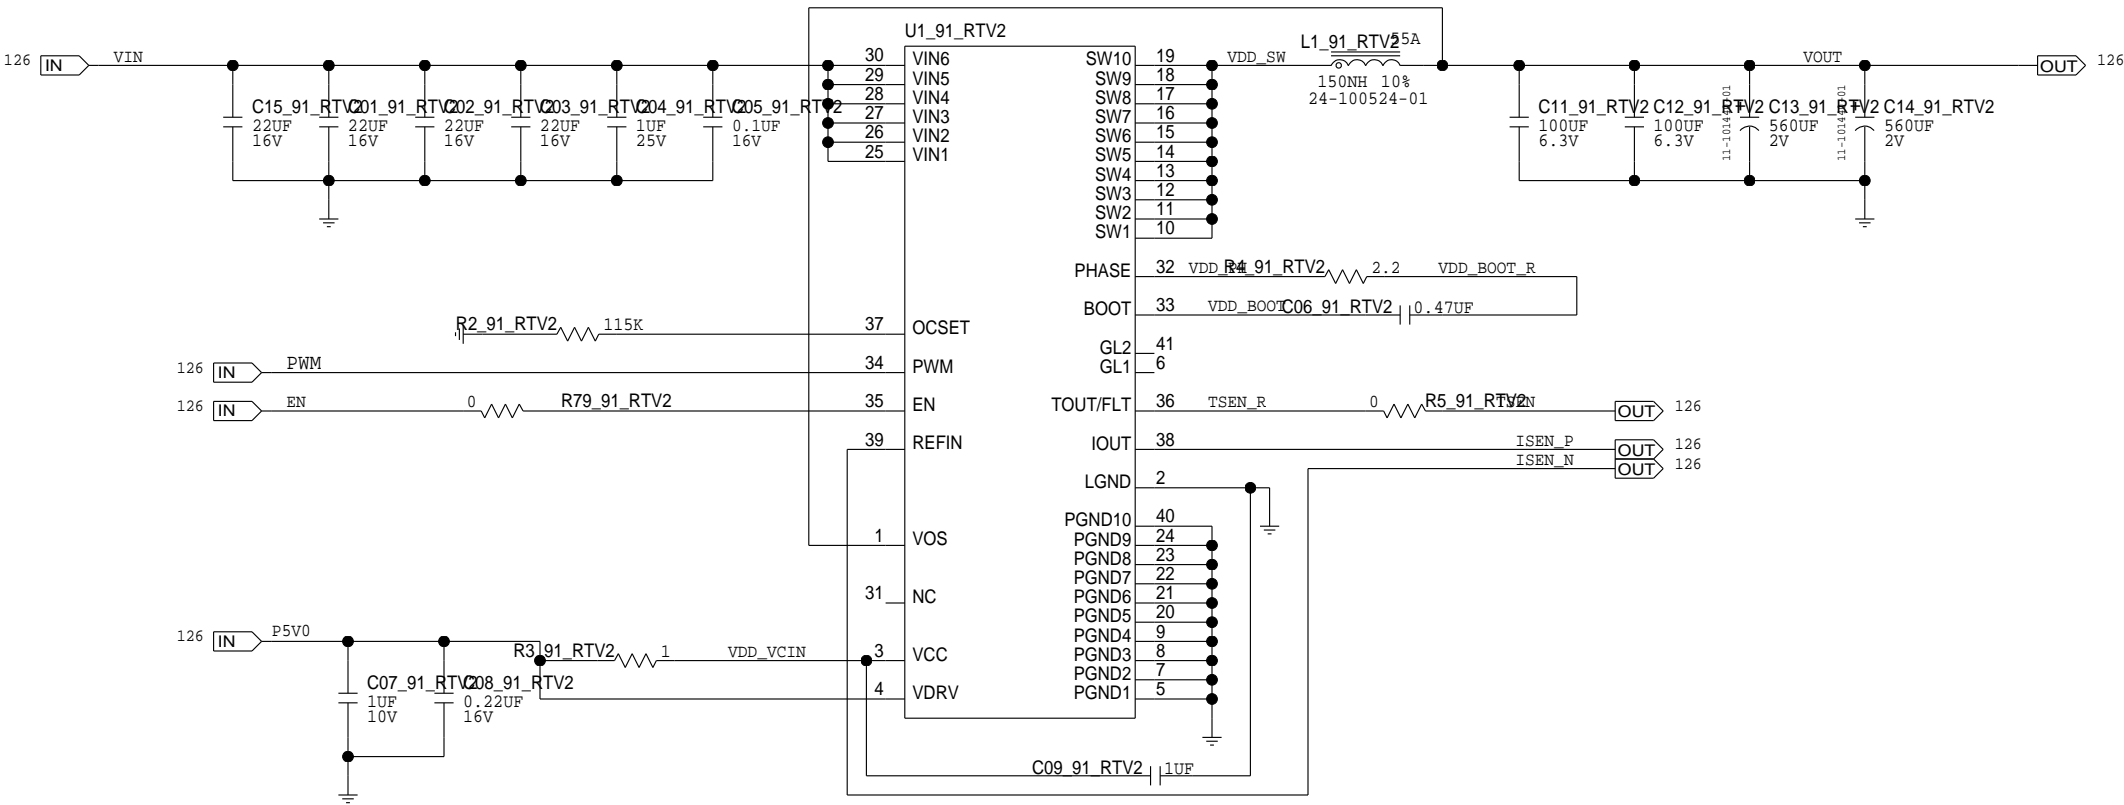 U1_91_RTV2
126 IN VIN
30 VIN6
29 VIN5
28 VIN4
27 VIN3
26 VIN2
25 VIN1
C15_91_RTV2
22UF
16V
C01_91_RTV2
22UF
16V
C02_91_RTV2
22UF
16V
C03_91_RTV2
22UF
16V
C04_91_RTV2
1UF
25V
C05_91_RTV2
0.1UF
16V
SW10 19
SW9 18
SW8 17
SW7 16
SW6 15
SW5 14
SW4 13
SW3 12
SW2 11
SW1 10
VDD_SW
L1_91_RTV2
55A
150NH 10%
24-100524-01
VOUT
OUT 126
C11_91_RTV2
100UF
6.3V
C12_91_RTV2
100UF
6.3V
C13_91_RTV2
560UF
2V
C14_91_RTV2
560UF
2V
PHASE 32
R4_91_RTV2 2.2 VDD_BOOT_R
BOOT 33 VDD_BOOT
C06_91_RTV2 0.47UF
R2_91_RTV2 115K 37 OCSET
GL2 41
GL1 6
126 IN PWM 34 PWM
126 IN EN 0 R79_91_RTV2 35 EN
TOUT/FLT 36 TSEN_R 0 R5_91_RTV2 TSEN OUT 126
39 REFIN
IOUT 38 ISEN_P OUT 126
ISEN_N OUT 126
LGND 2
PGND10 40
PGND9 24
PGND8 23
PGND7 22
PGND6 21
PGND5 20
PGND4 9
PGND3 8
PGND2 7
PGND1 5
1 VOS
31 NC
126 IN P5V0
R3_91_RTV2 1 VDD_VCIN 3 VCC
4 VDRV
C07_91_RTV2
1UF
10V
C08_91_RTV2
0.22UF
16V
C09_91_RTV2 1UF